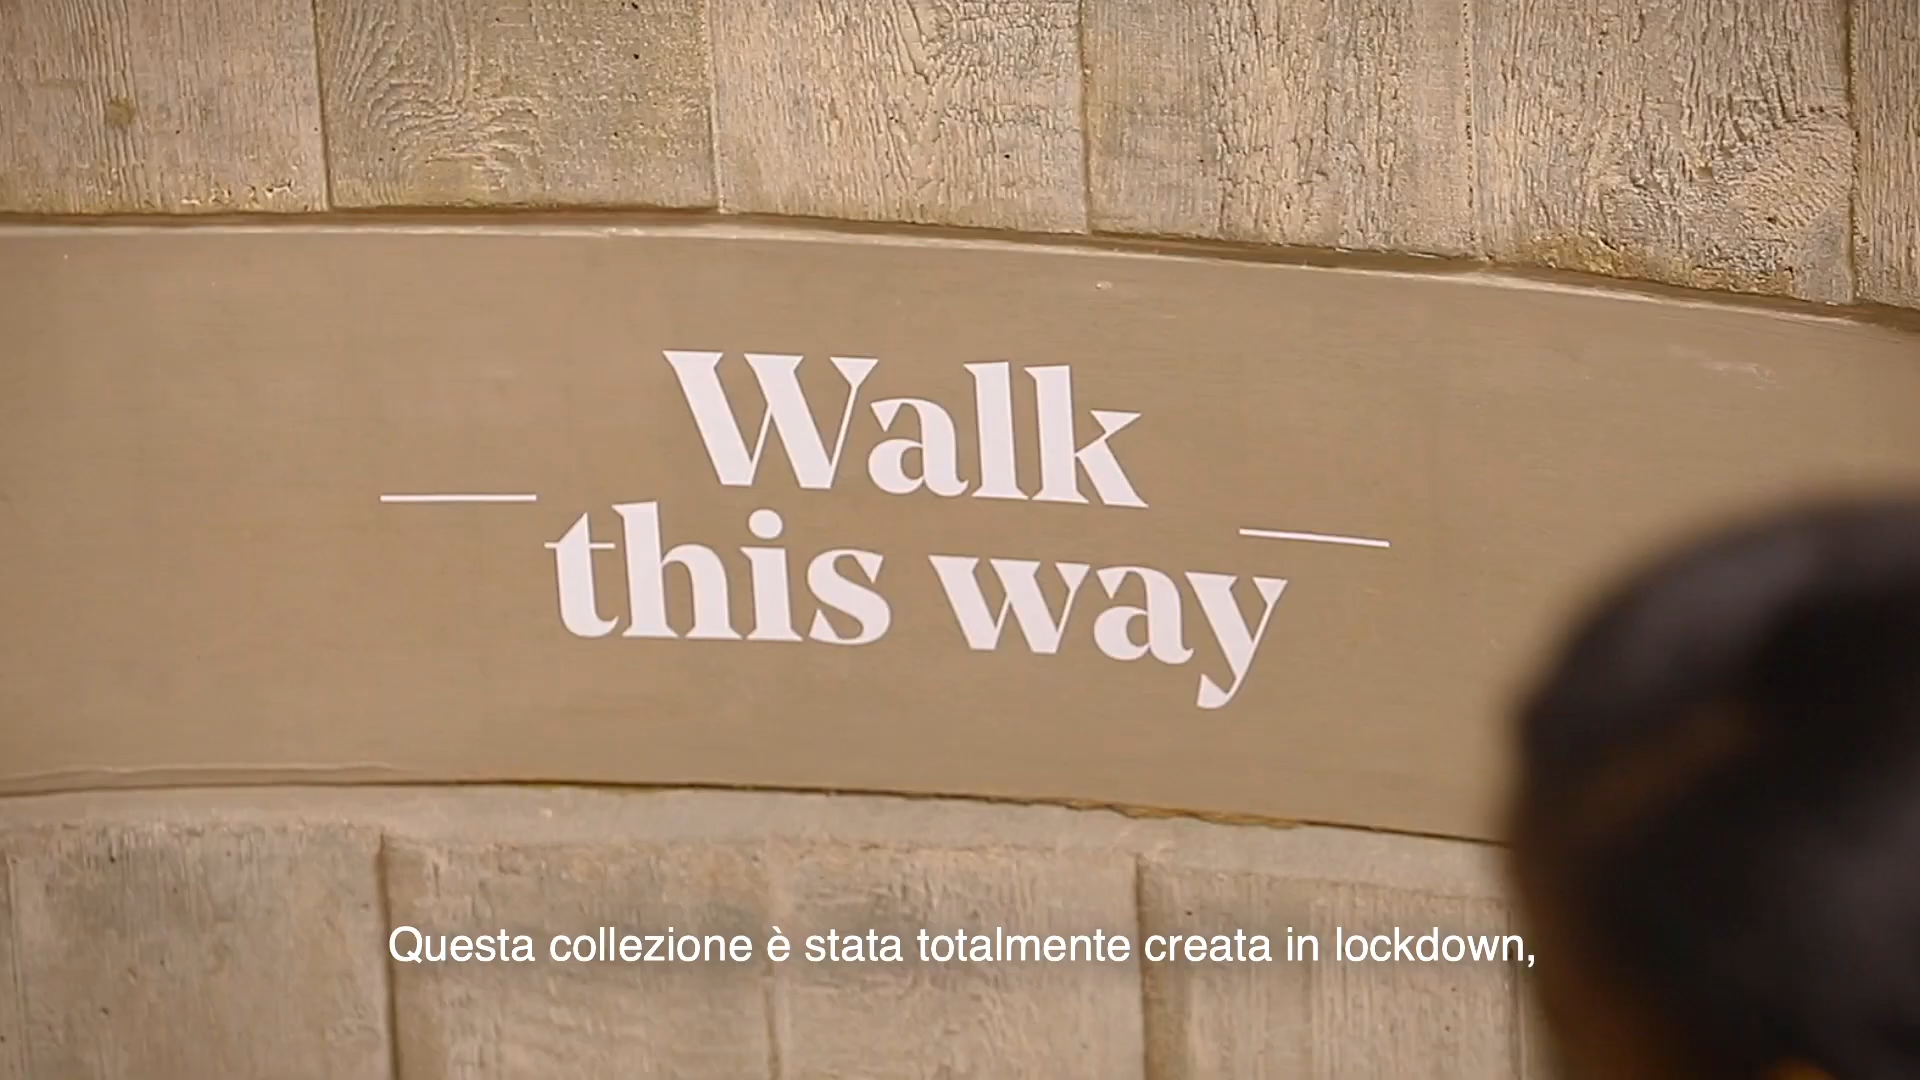 Walk
this way
Questa collezione è stata totalmente creata in lockdown,